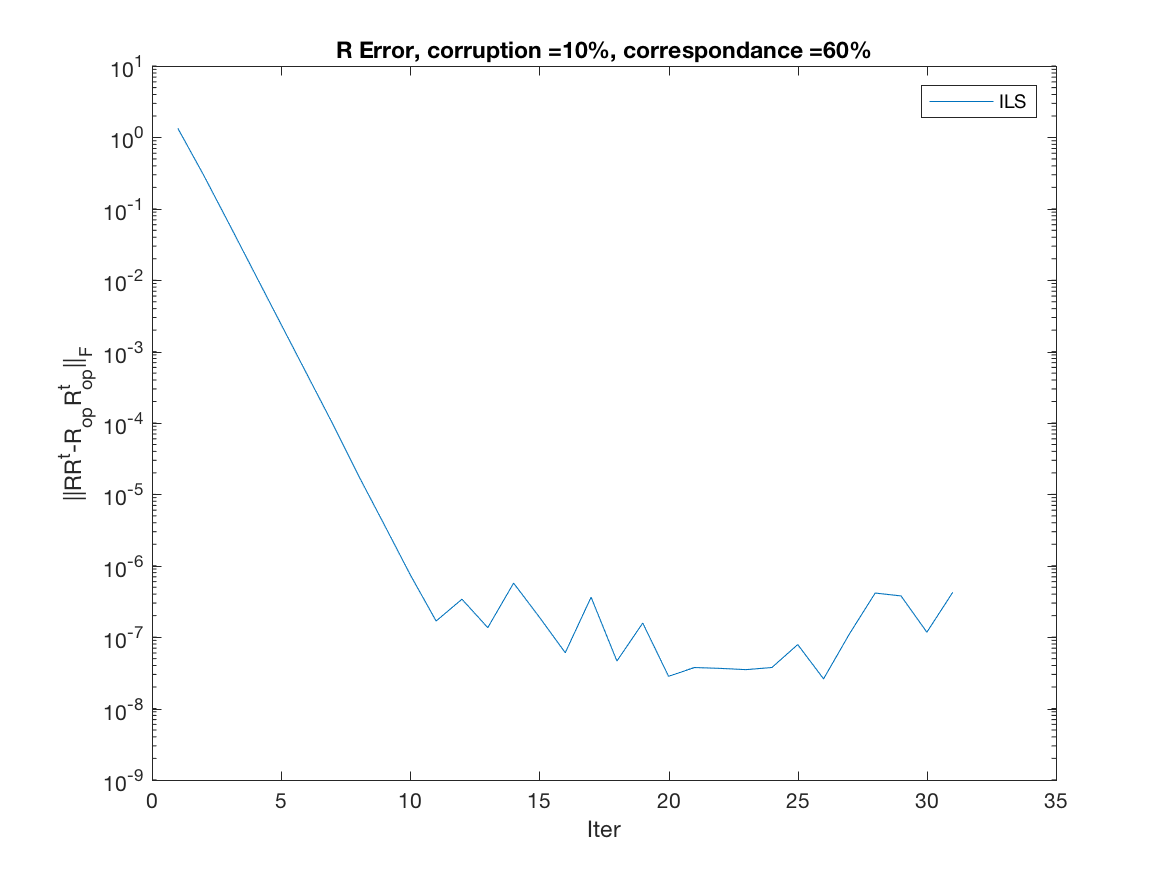 R Error, corruption =10%, correspondance =60%
ILS
10^1
10^0
10^-1
10^-2
10^-3
10^-4
10^-5
10^-6
10^-7
10^-8
10^-9
||RR^t-R_op R^t_op||_F
0 5 10 15 20 25 30 35
Iter